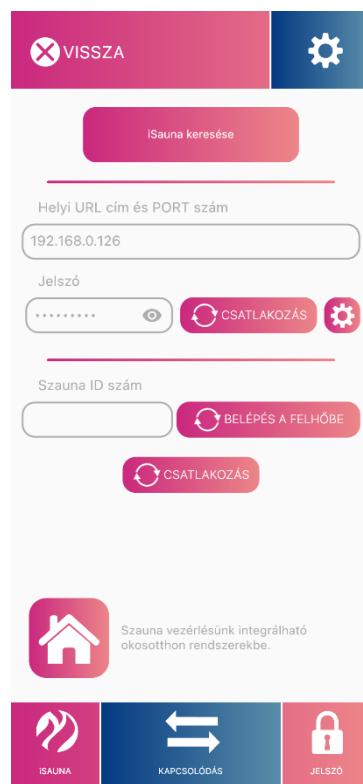 VISSZA
iSauna keresése
Helyi URL cím és PORT szám
192.168.0.126
Jelszó
.........
CSATLAKOZÁS
Szauna ID szám
BELÉPÉS A FELHŐBE
CSATLAKOZÁS
Szauna vezérlésünk integrálható
okosotthon rendszerekbe.
ISAUNA
KAPCSOLÓDÁS
JELSZÓ